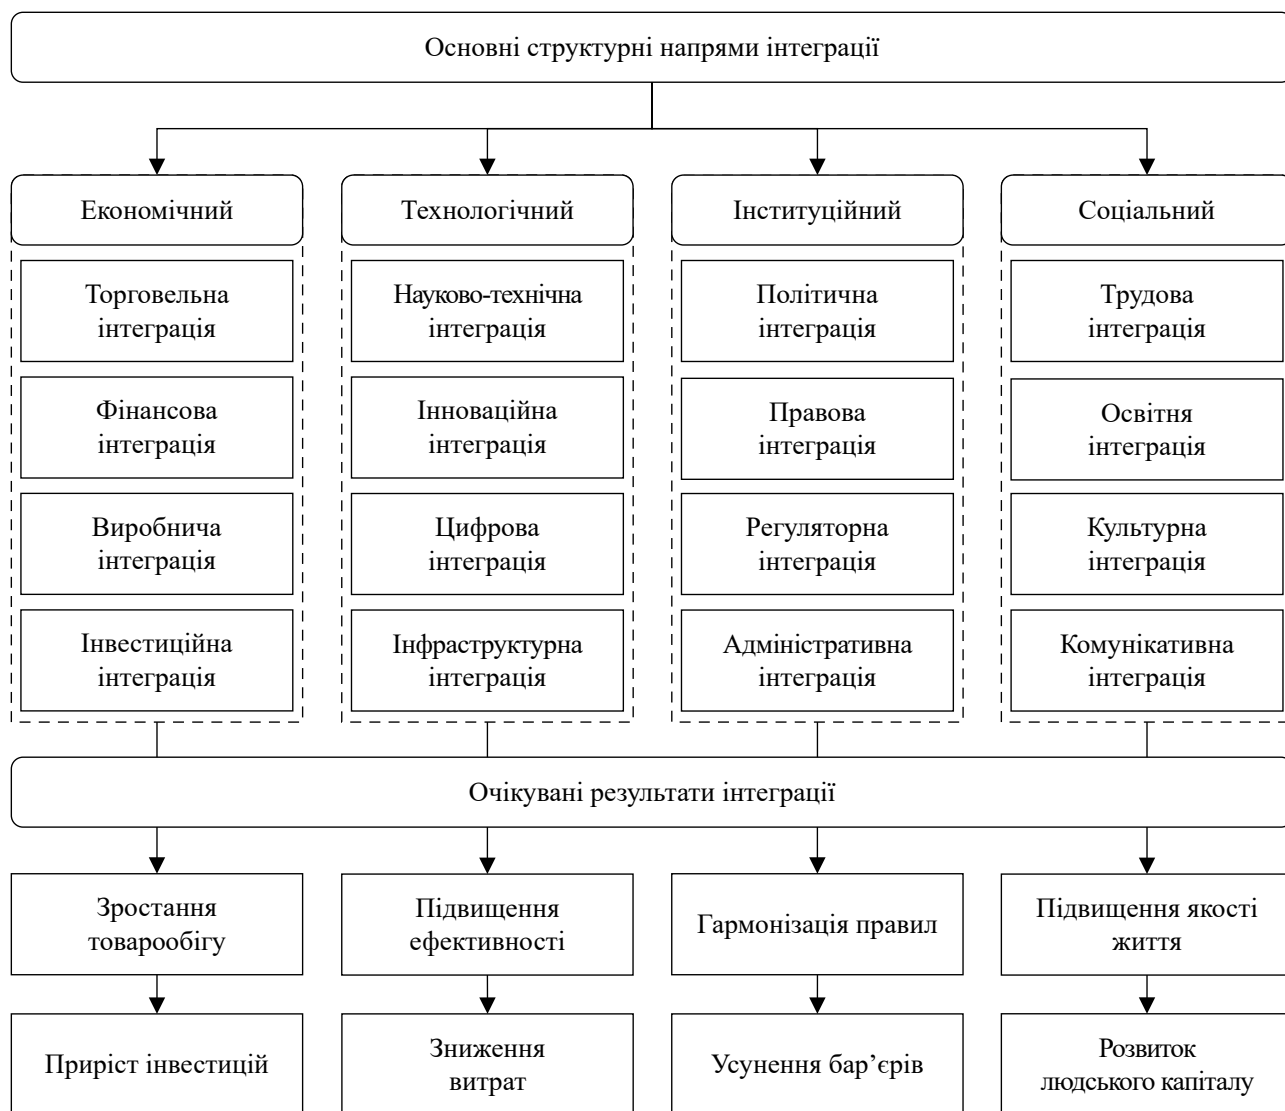 Основні структурні напрями інтеграції
Економічний
Технологічний
Інституційний
Соціальний
Торговельна
інтеграція
Науково-технічна
інтеграція
Політична
інтеграція
Трудова
інтеграція
Фінансова
інтеграція
Інноваційна
інтеграція
Правова
інтеграція
Освітня
інтеграція
Виробнича
інтеграція
Цифрова
інтеграція
Регуляторна
інтеграція
Культурна
інтеграція
Інвестиційна
інтеграція
Інфраструктурна
інтеграція
Адміністративна
інтеграція
Комунікативна
інтеграція
Очікувані результати інтеграції
Зростання
товарообігу
Підвищення
ефективності
Гармонізація правил
Підвищення якості
життя
Приріст інвестицій
Зниження
витрат
Усунення бар’єрів
Розвиток
людського капіталу